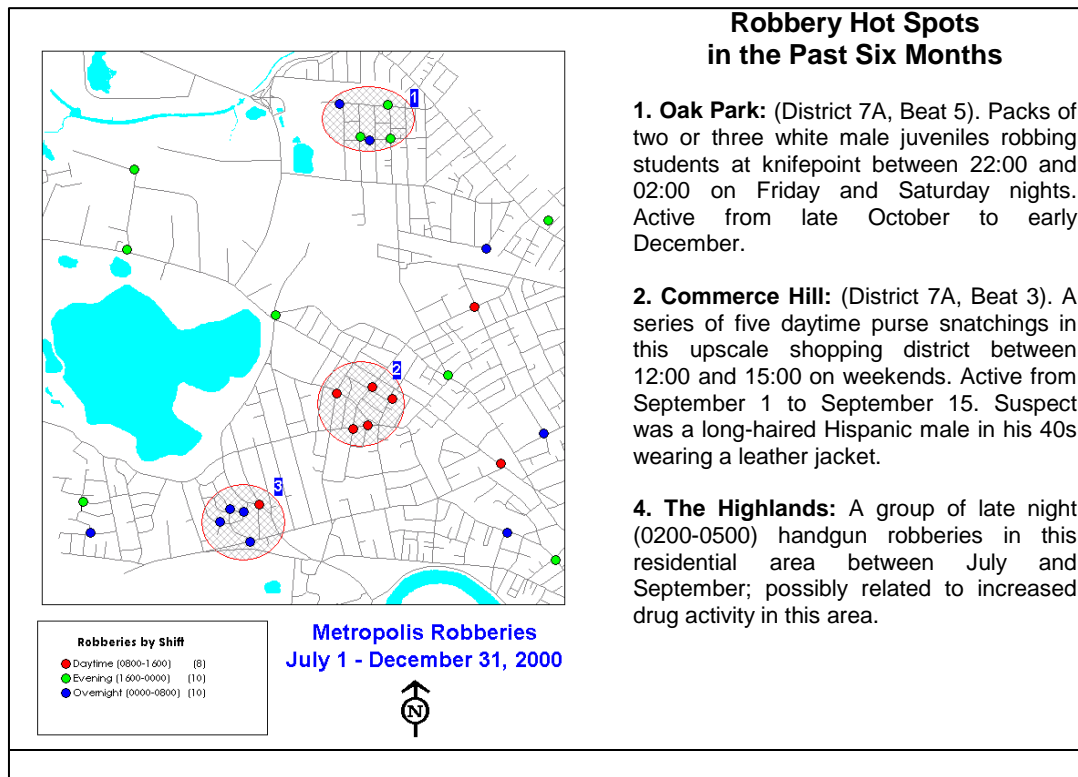 Robbery Hot Spots
in the Past Six Months
1. Oak Park: (District 7A, Beat 5). Packs of
two or three white male juveniles robbing
students at knifepoint between 22:00 and
02:00 on Friday and Saturday nights.
Active from late October to early
December.
2. Commerce Hill: (District 7A, Beat 3). A
series of five daytime purse snatchings in
this upscale shopping district between
12:00 and 15:00 on weekends. Active from
September 1 to September 15. Suspect
was a long-haired Hispanic male in his 40s
wearing a leather jacket.
4. The Highlands: A group of late night
(0200-0500) handgun robberies in this
residential area between July and
September; possibly related to increased
drug activity in this area.
1
2
3
Metropolis Robberies
July 1 - December 31, 2000
N
Robberies by Shiff
Daytime (0800-1600) (8)
Evening (1600-0000) (10)
Overnight (0000-0800) (10)